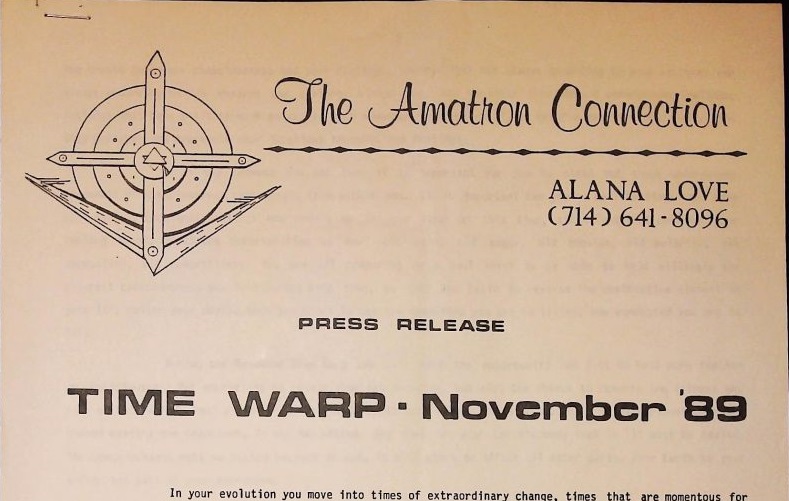 The Amatron Connection
ALANA LOVE
(714) 641-8096
PRESS RELEASE
TIME WARP · November '89
In your evolution you move into times of extraordinary change, times that are momentous for